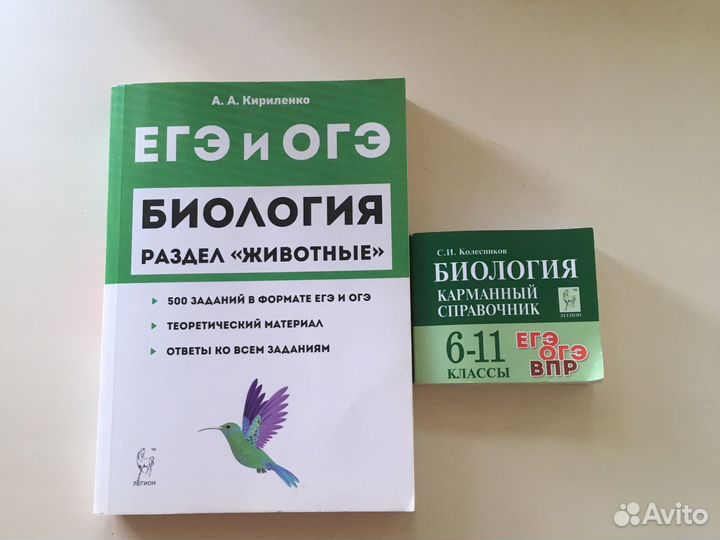 А. А. Кириленко
ЕГЭ и ОГЭ
БИОЛОГИЯ
РАЗДЕЛ «ЖИВОТНЫЕ»
500 ЗАДАНИЙ В ФОРМАТЕ ЕГЭ И ОГЭ
ТЕОРЕТИЧЕСКИЙ МАТЕРИАЛ
ОТВЕТЫ КО ВСЕМ ЗАДАНИЯМ
ЛЕГИОН
С.И. Колесников
БИОЛОГИЯ
КАРМАННЫЙ
СПРАВОЧНИК
ЛЕГИОН
6-11
КЛАССЫ
ЕГЭ
ОГЭ
ВПР
Avito